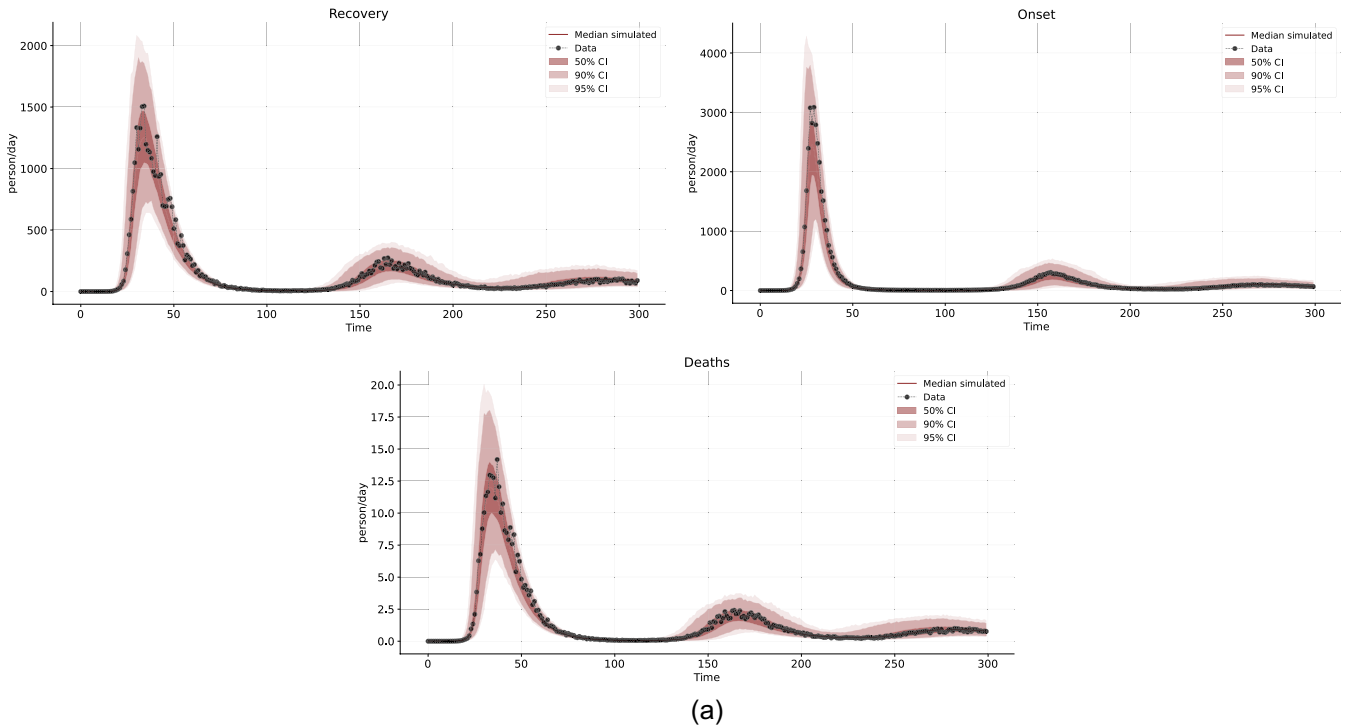 Recovery
Median simulated
Data
50% CI
90% CI
95% CI
2000
1500
1000
500
0
person/day
0 50 100 150 200 250 300
Time
Onset
Median simulated
Data
50% CI
90% CI
95% CI
4000
3000
2000
1000
0
person/day
0 50 100 150 200 250 300
Time
Deaths
Median simulated
Data
50% CI
90% CI
95% CI
20.0
17.5
15.0
12.5
10.0
7.5
5.0
2.5
0.0
person/day
0 50 100 150 200 250 300
Time
(a)